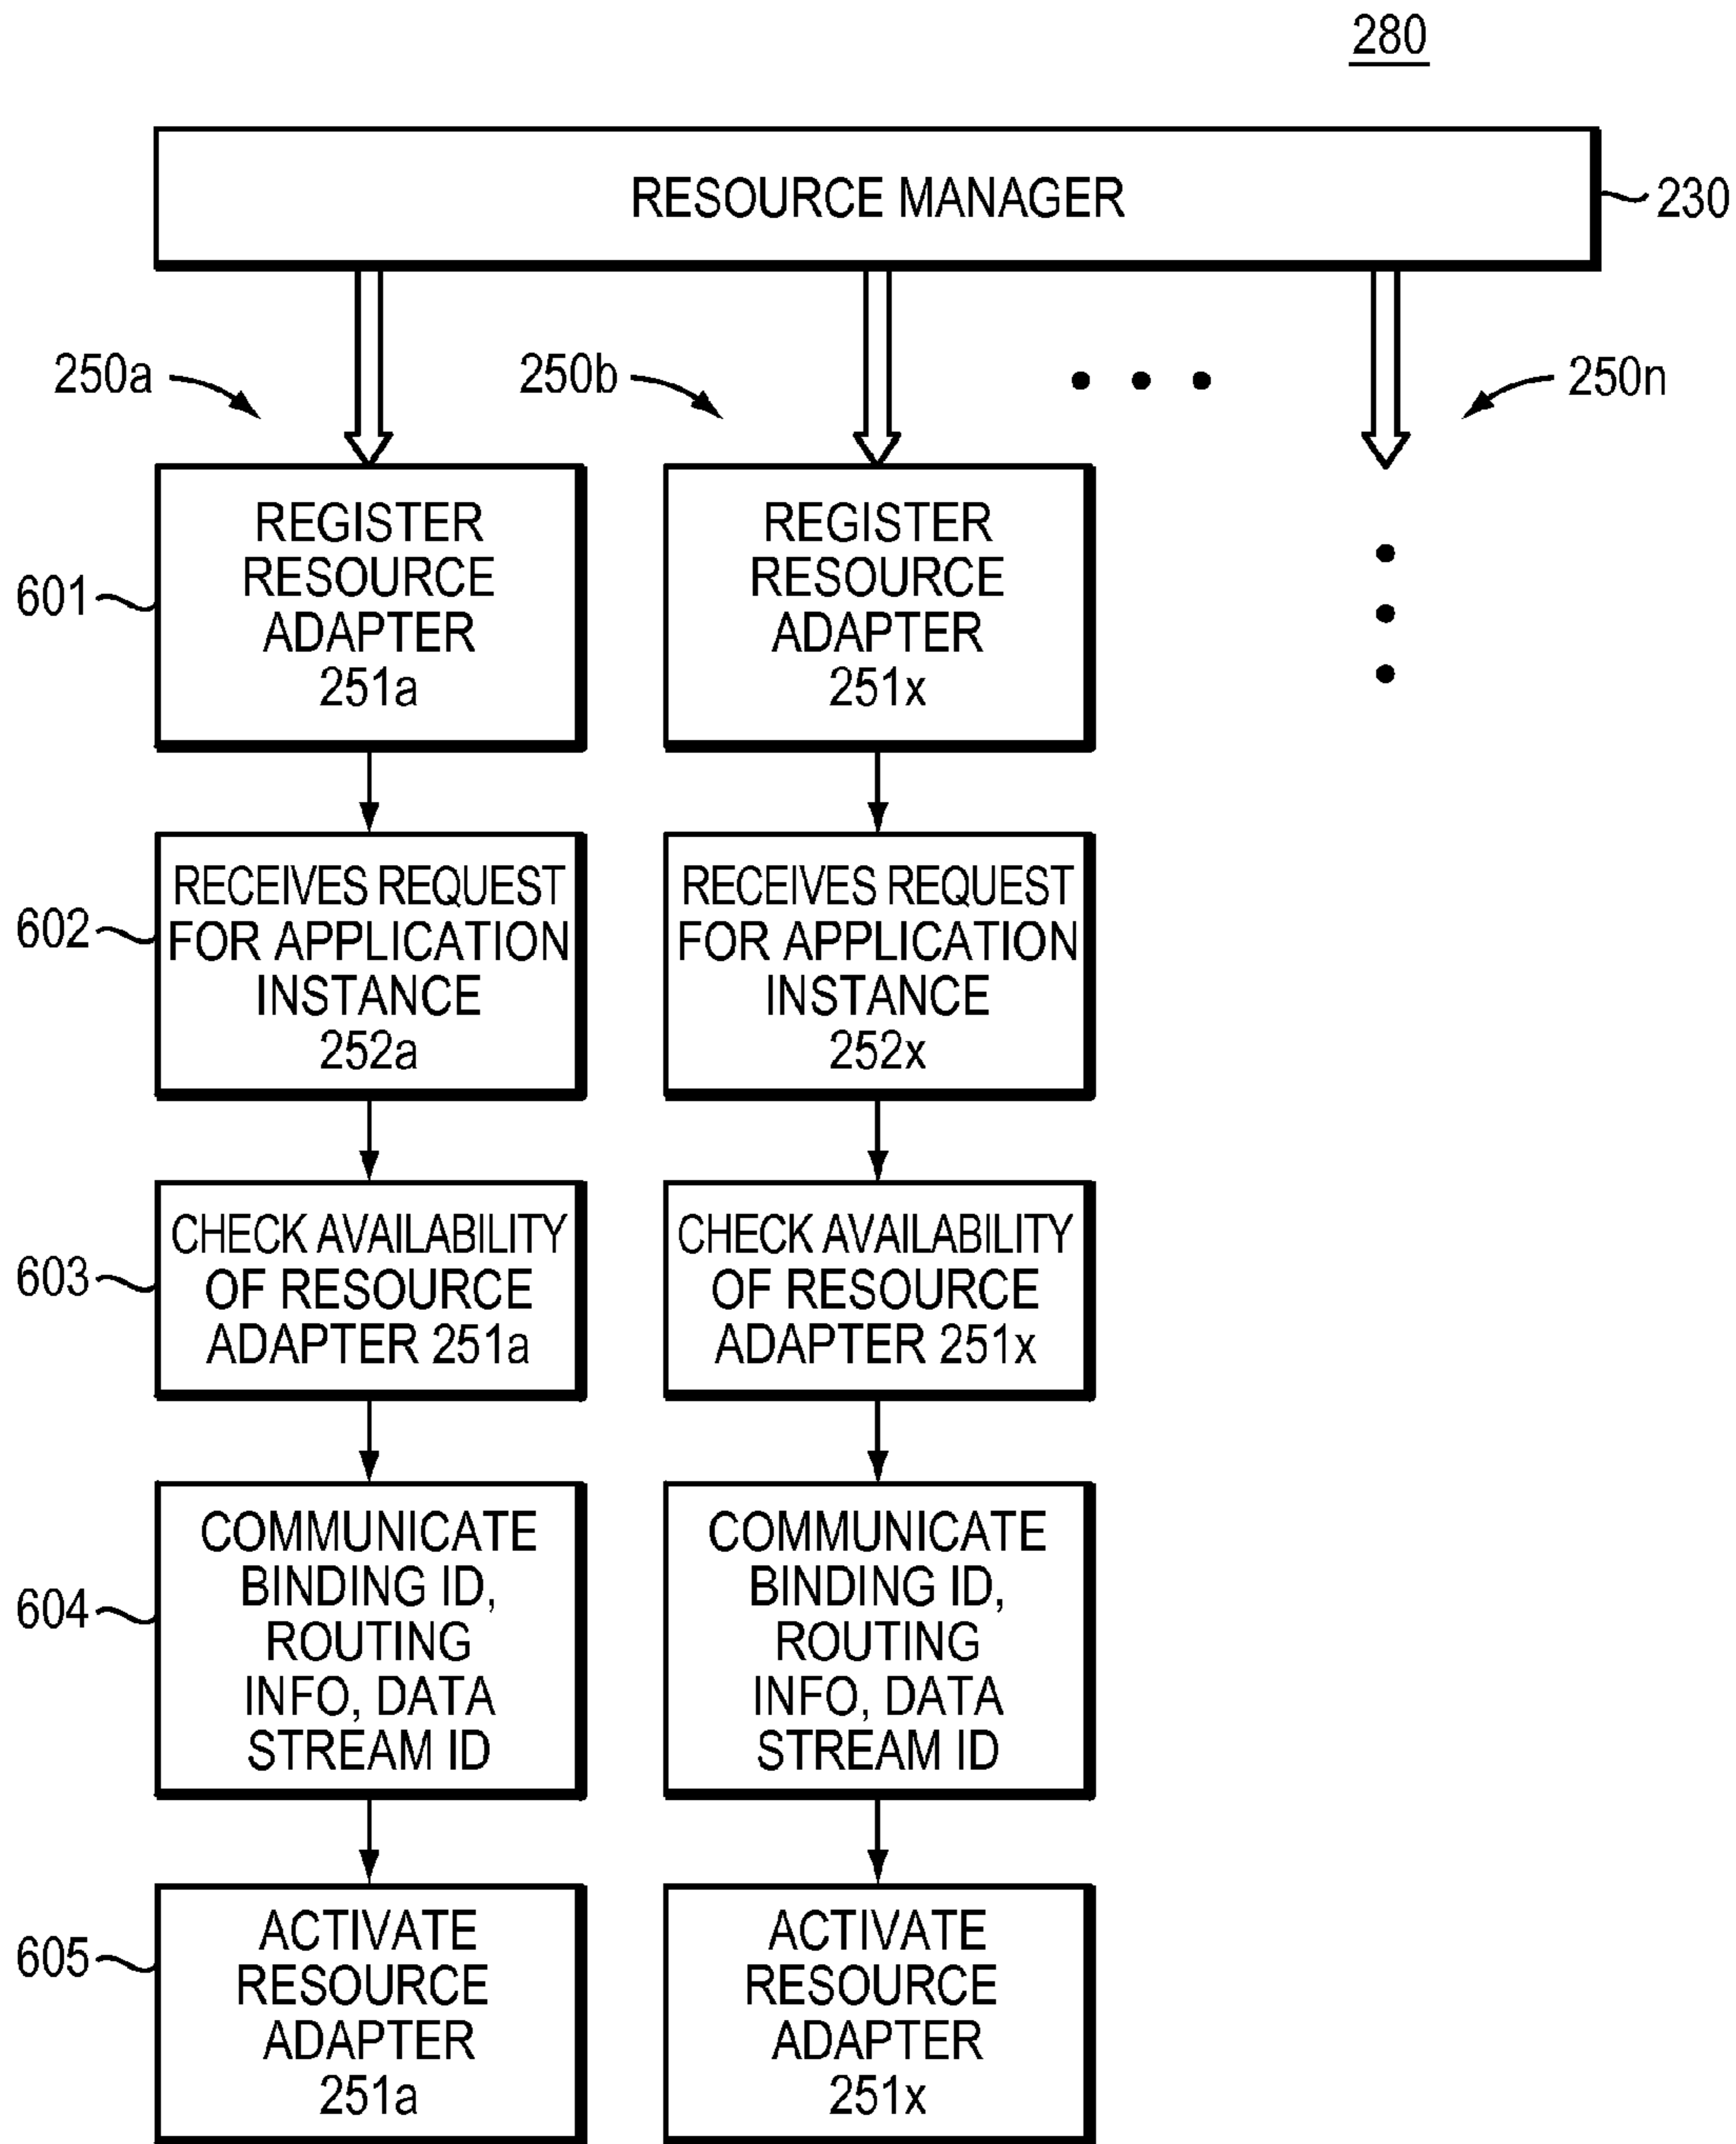 280
RESOURCE MANAGER
230
250a
250b
250n
601
REGISTER
RESOURCE
ADAPTER
251a
REGISTER
RESOURCE
ADAPTER
251x
602
RECEIVES REQUEST
FOR APPLICATION
INSTANCE
252a
RECEIVES REQUEST
FOR APPLICATION
INSTANCE
252x
603
CHECK AVAILABILITY
OF RESOURCE
ADAPTER 251a
CHECK AVAILABILITY
OF RESOURCE
ADAPTER 251x
604
COMMUNICATE
BINDING ID,
ROUTING
INFO, DATA
STREAM ID
COMMUNICATE
BINDING ID,
ROUTING
INFO, DATA
STREAM ID
605
ACTIVATE
RESOURCE
ADAPTER
251a
ACTIVATE
RESOURCE
ADAPTER
251x